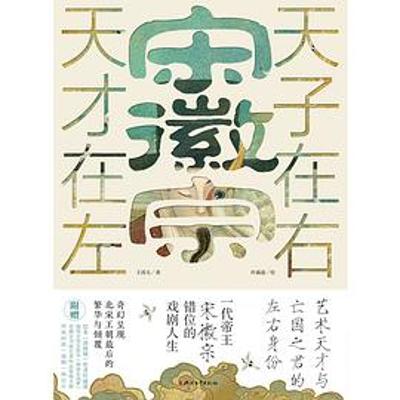 天子在右
宋徽宗
天才在左
艺术天才与
亡国之君的
左右身份
一代帝王
宋徽宗
错位的
戏剧人生
奇幻呈现
北宋王朝最后的
繁华与倾覆
附赠